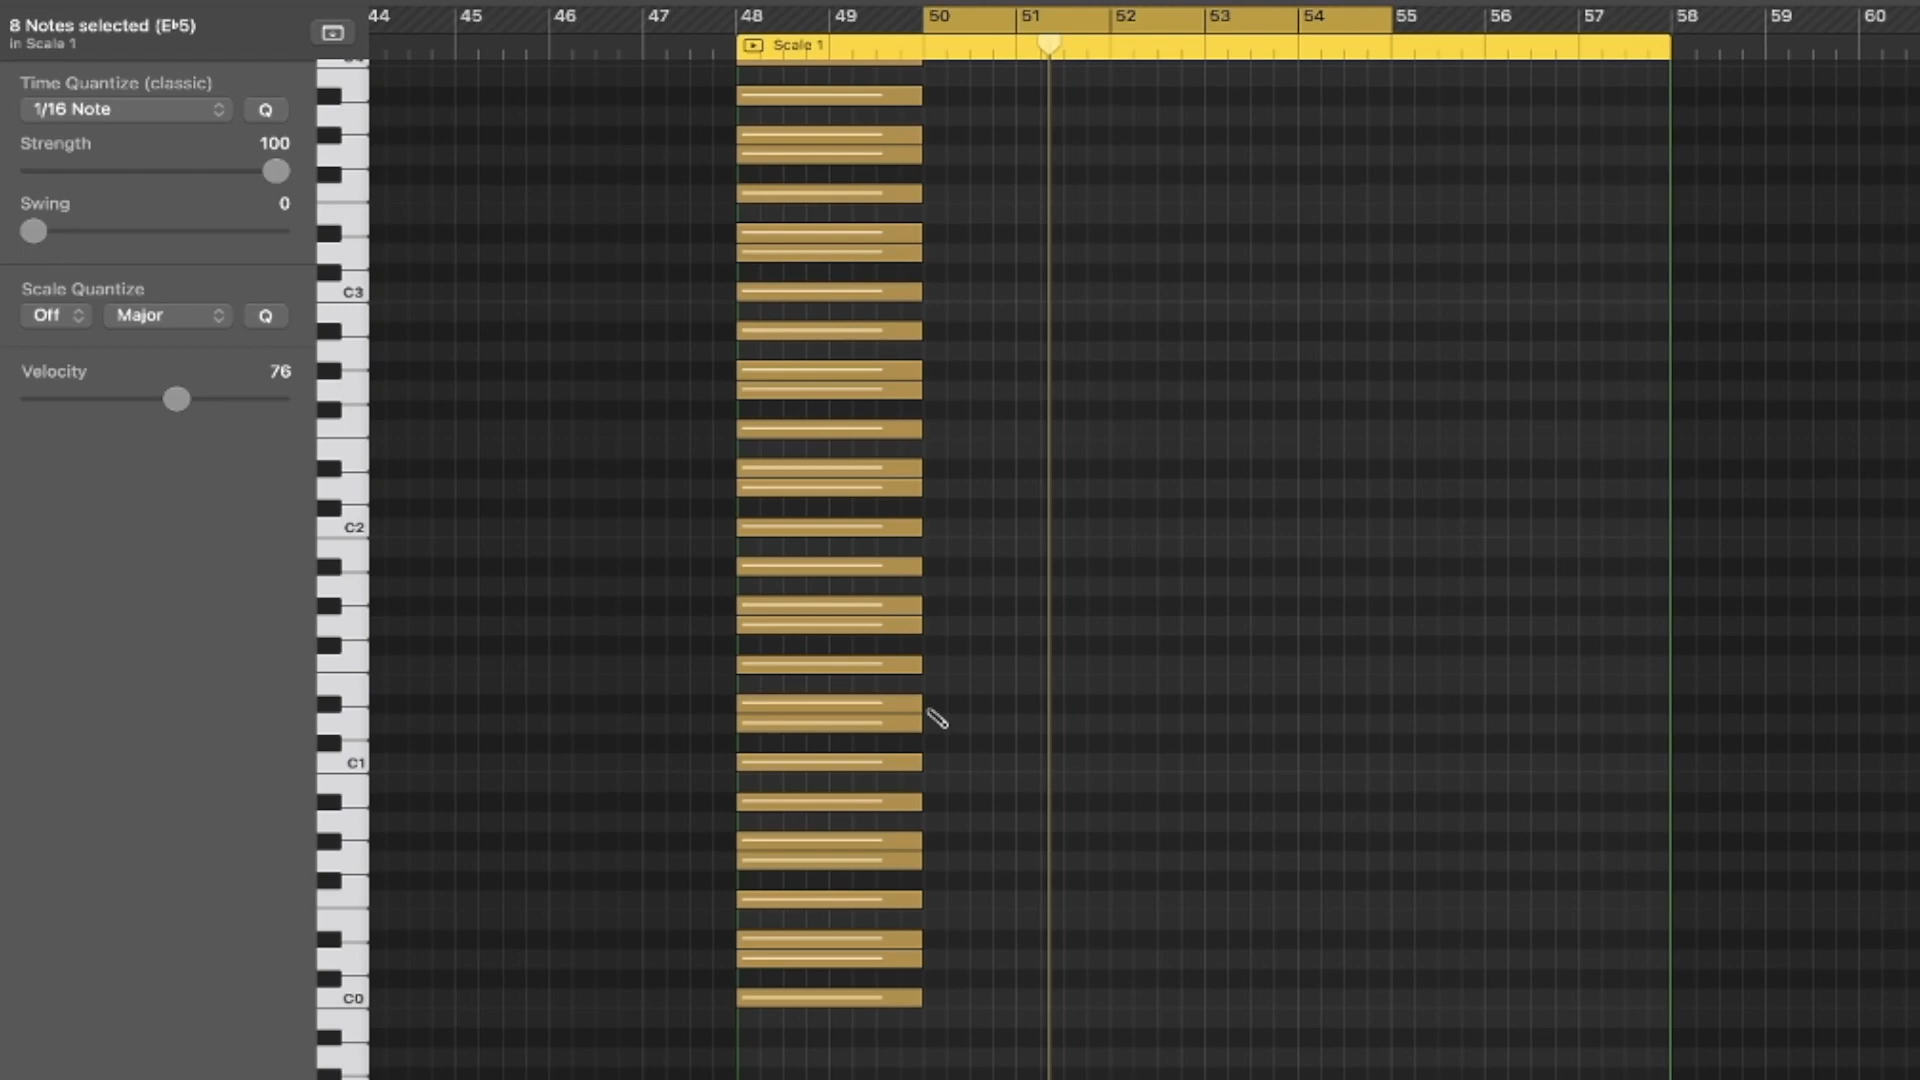 8 Notes selected (E♭5)
in Scale 1
44 45 46 47 48 49 50 51 52 53 54 55 56 57 58 59 60
Scale 1
Time Quantize (classic)
1/16 Note Q
Strength 100
Swing 0
Scale Quantize
Off Major Q
Velocity 76
C3
C2
C1
C0